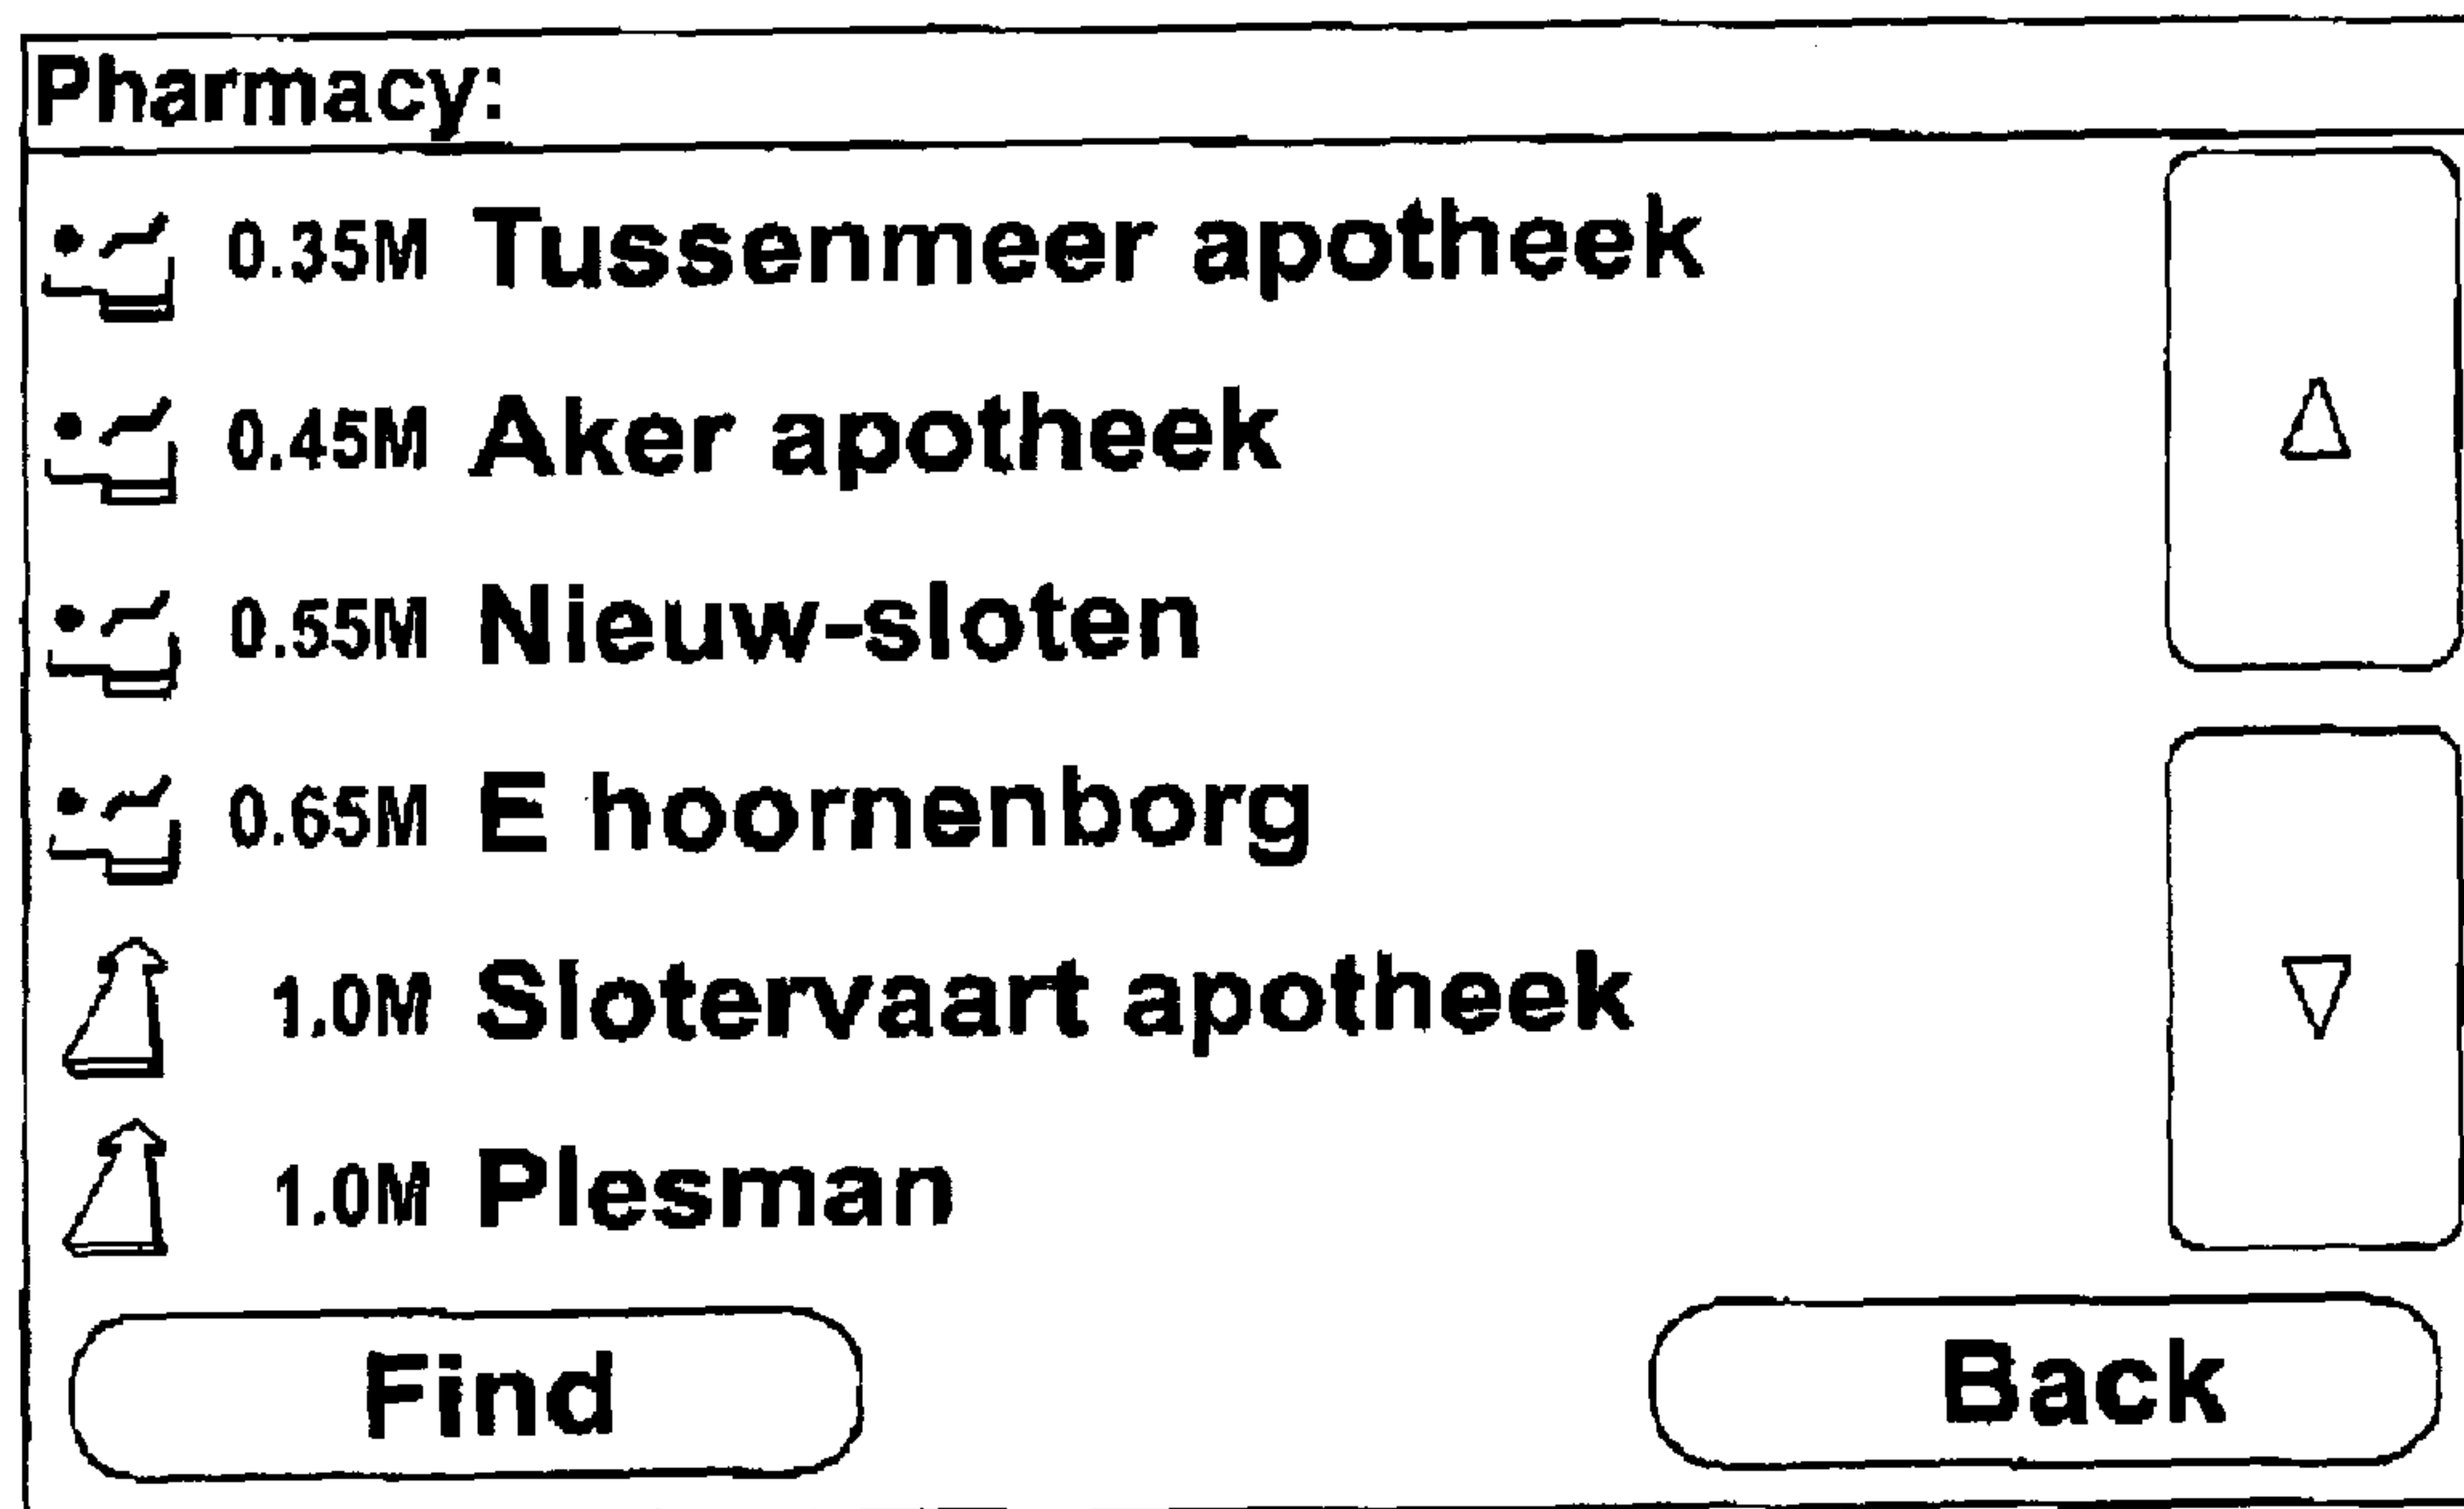 Pharmacy:
0.35M Tussenmeer apotheek
0.45M Aker apotheek
0.55M Nieuw-sloten
0.65M E hoornenborg
1.0M Slotervaart apotheek
1.0M Plesman
Find
Back